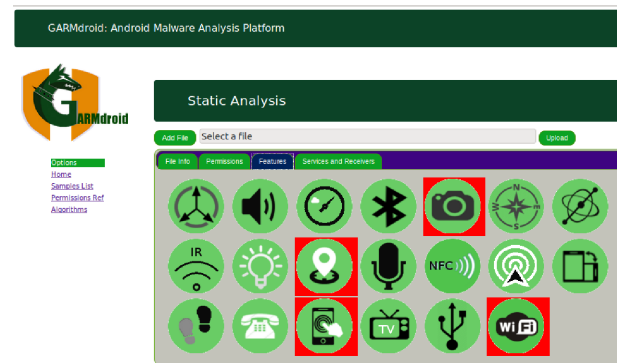 GARMdroid: Android Malware Analysis Platform
GARMdroid
Static Analysis
Add File Select a file Upload
File Info Permissions Features Services and Receivers
Options
Home
Samples List
Permissions Ref
Algorithms
N
W E
S
IR
NFC
TV
WiFi